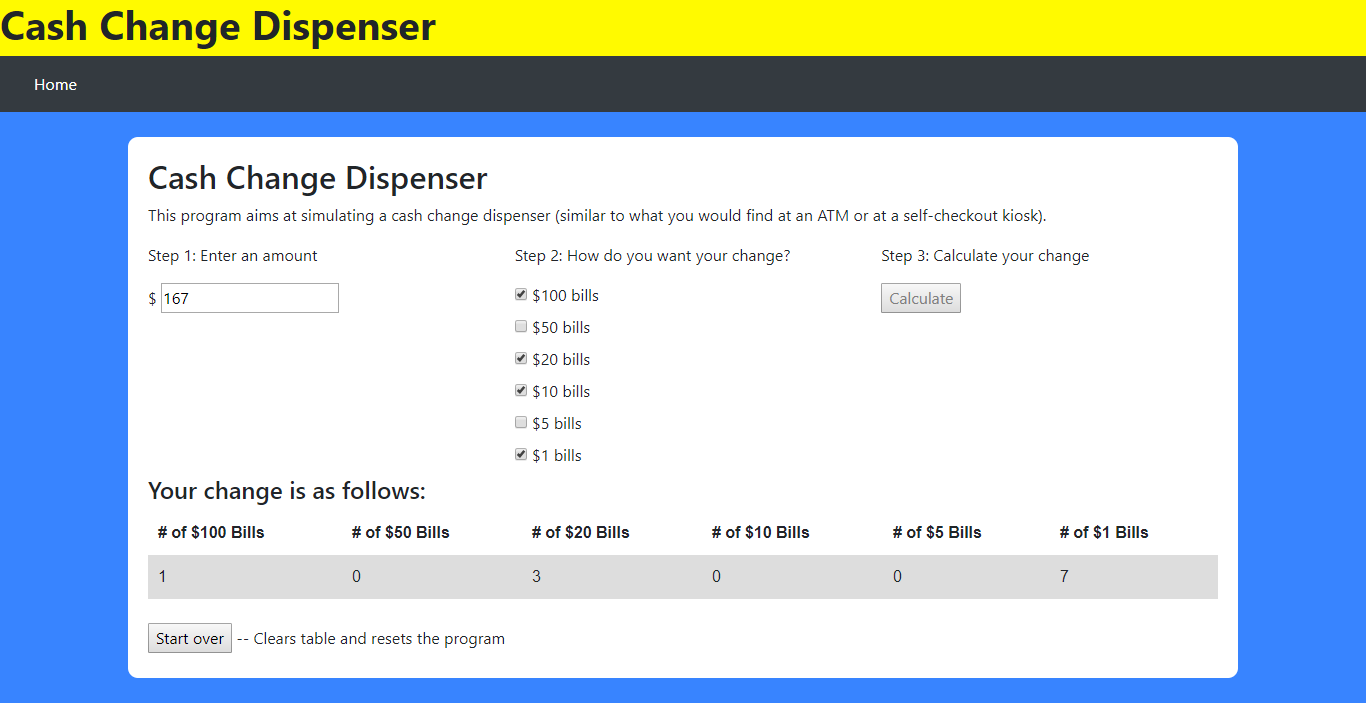 Cash Change Dispenser
Home
Cash Change Dispenser
This program aims at simulating a cash change dispenser (similar to what you would find at an ATM or at a self-checkout kiosk).
Step 1: Enter an amount
$ 167
Step 2: How do you want your change?
$100 bills
$50 bills
$20 bills
$10 bills
$5 bills
$1 bills
Step 3: Calculate your change
Calculate
Your change is as follows:
# of $100 Bills # of $50 Bills # of $20 Bills # of $10 Bills # of $5 Bills # of $1 Bills
1 0 3 0 0 7
Start over -- Clears table and resets the program